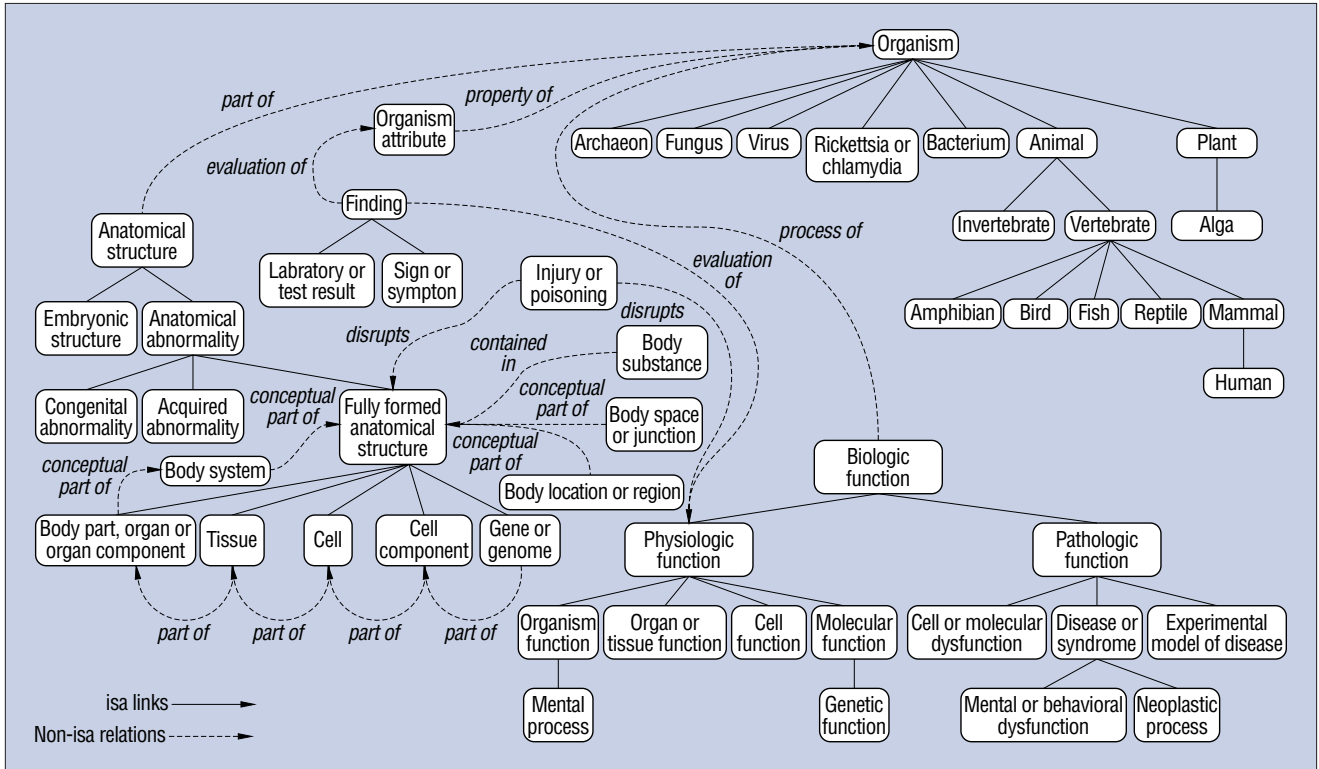 Organism
part of
property of
Organism
attribute
Archaeon
Fungus
Virus
Rickettsia or
chlamydia
Bacterium
Animal
Plant
evaluation of
Finding
Anatomical
structure
Invertebrate
Vertebrate
Alga
process of
evaluation
of
Labratory or
test result
Sign or
sympton
Injury or
poisoning
disrupts
Embryonic
structure
Anatomical
abnormality
disrupts
contained
in
Body
substance
Amphibian
Bird
Fish
Reptile
Mammal
Human
Congenital
abnormality
Acquired
abnormality
conceptual
part of
Fully formed
anatomical
structure
conceptual
part of
Body space
or junction
conceptual
part of
Body system
conceptual
part of
Body location or region
Biologic
function
Body part, organ or
organ component
Tissue
Cell
Cell
component
Gene or
genome
Physiologic
function
Pathologic
function
part of
part of
part of
part of
Organism
function
Organ or
tissue function
Cell
function
Molecular
function
Cell or molecular
dysfunction
Disease or
syndrome
Experimental
model of disease
Mental
process
Genetic
function
Mental or behavioral
dysfunction
Neoplastic
process
isa links
Non-isa relations